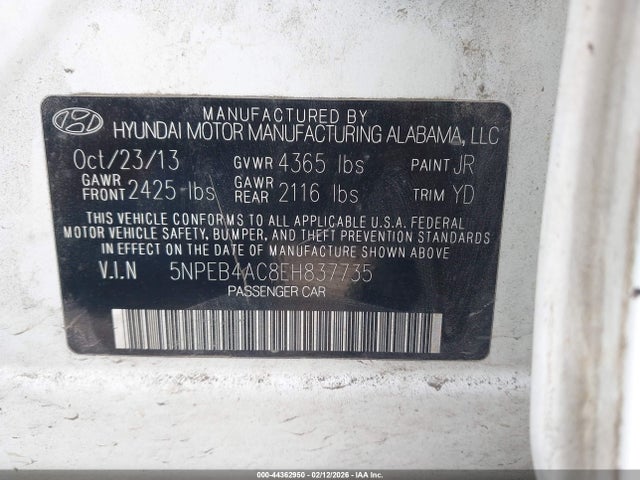 MANUFACTURED BY
HYUNDAI MOTOR MANUFACTURING ALABAMA, LLC
Oct/23/13 GVWR 4365 lbs PAINT JR
GAWR FRONT 2425 lbs GAWR REAR 2116 lbs TRIM YD
THIS VEHICLE CONFORMS TO ALL APPLICABLE U.S.A. FEDERAL
MOTOR VEHICLE SAFETY, BUMPER, AND THEFT PREVENTION STANDARDS
IN EFFECT ON THE DATE OF MANUFACTURE SHOWN ABOVE.
V.I.N 5NPEB4AC8EH837735
PASSENGER CAR
000-44362950 - 02/12/2026 - COPART